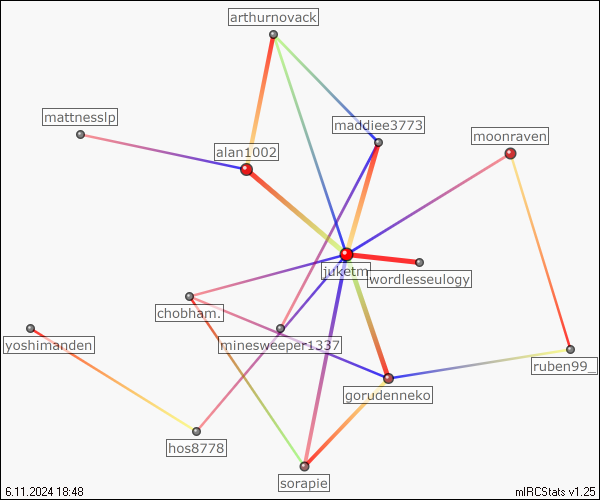 arthurnovack
mattnesslp
maddiee3773
moonraven
alan1002
juketm
wordlesseulogy
chobham.
yoshimanden
minesweeper1337
ruben99_
gorudenneko
hos8778
sorapie
6.11.2024 18:48
mIRCStats v1.25